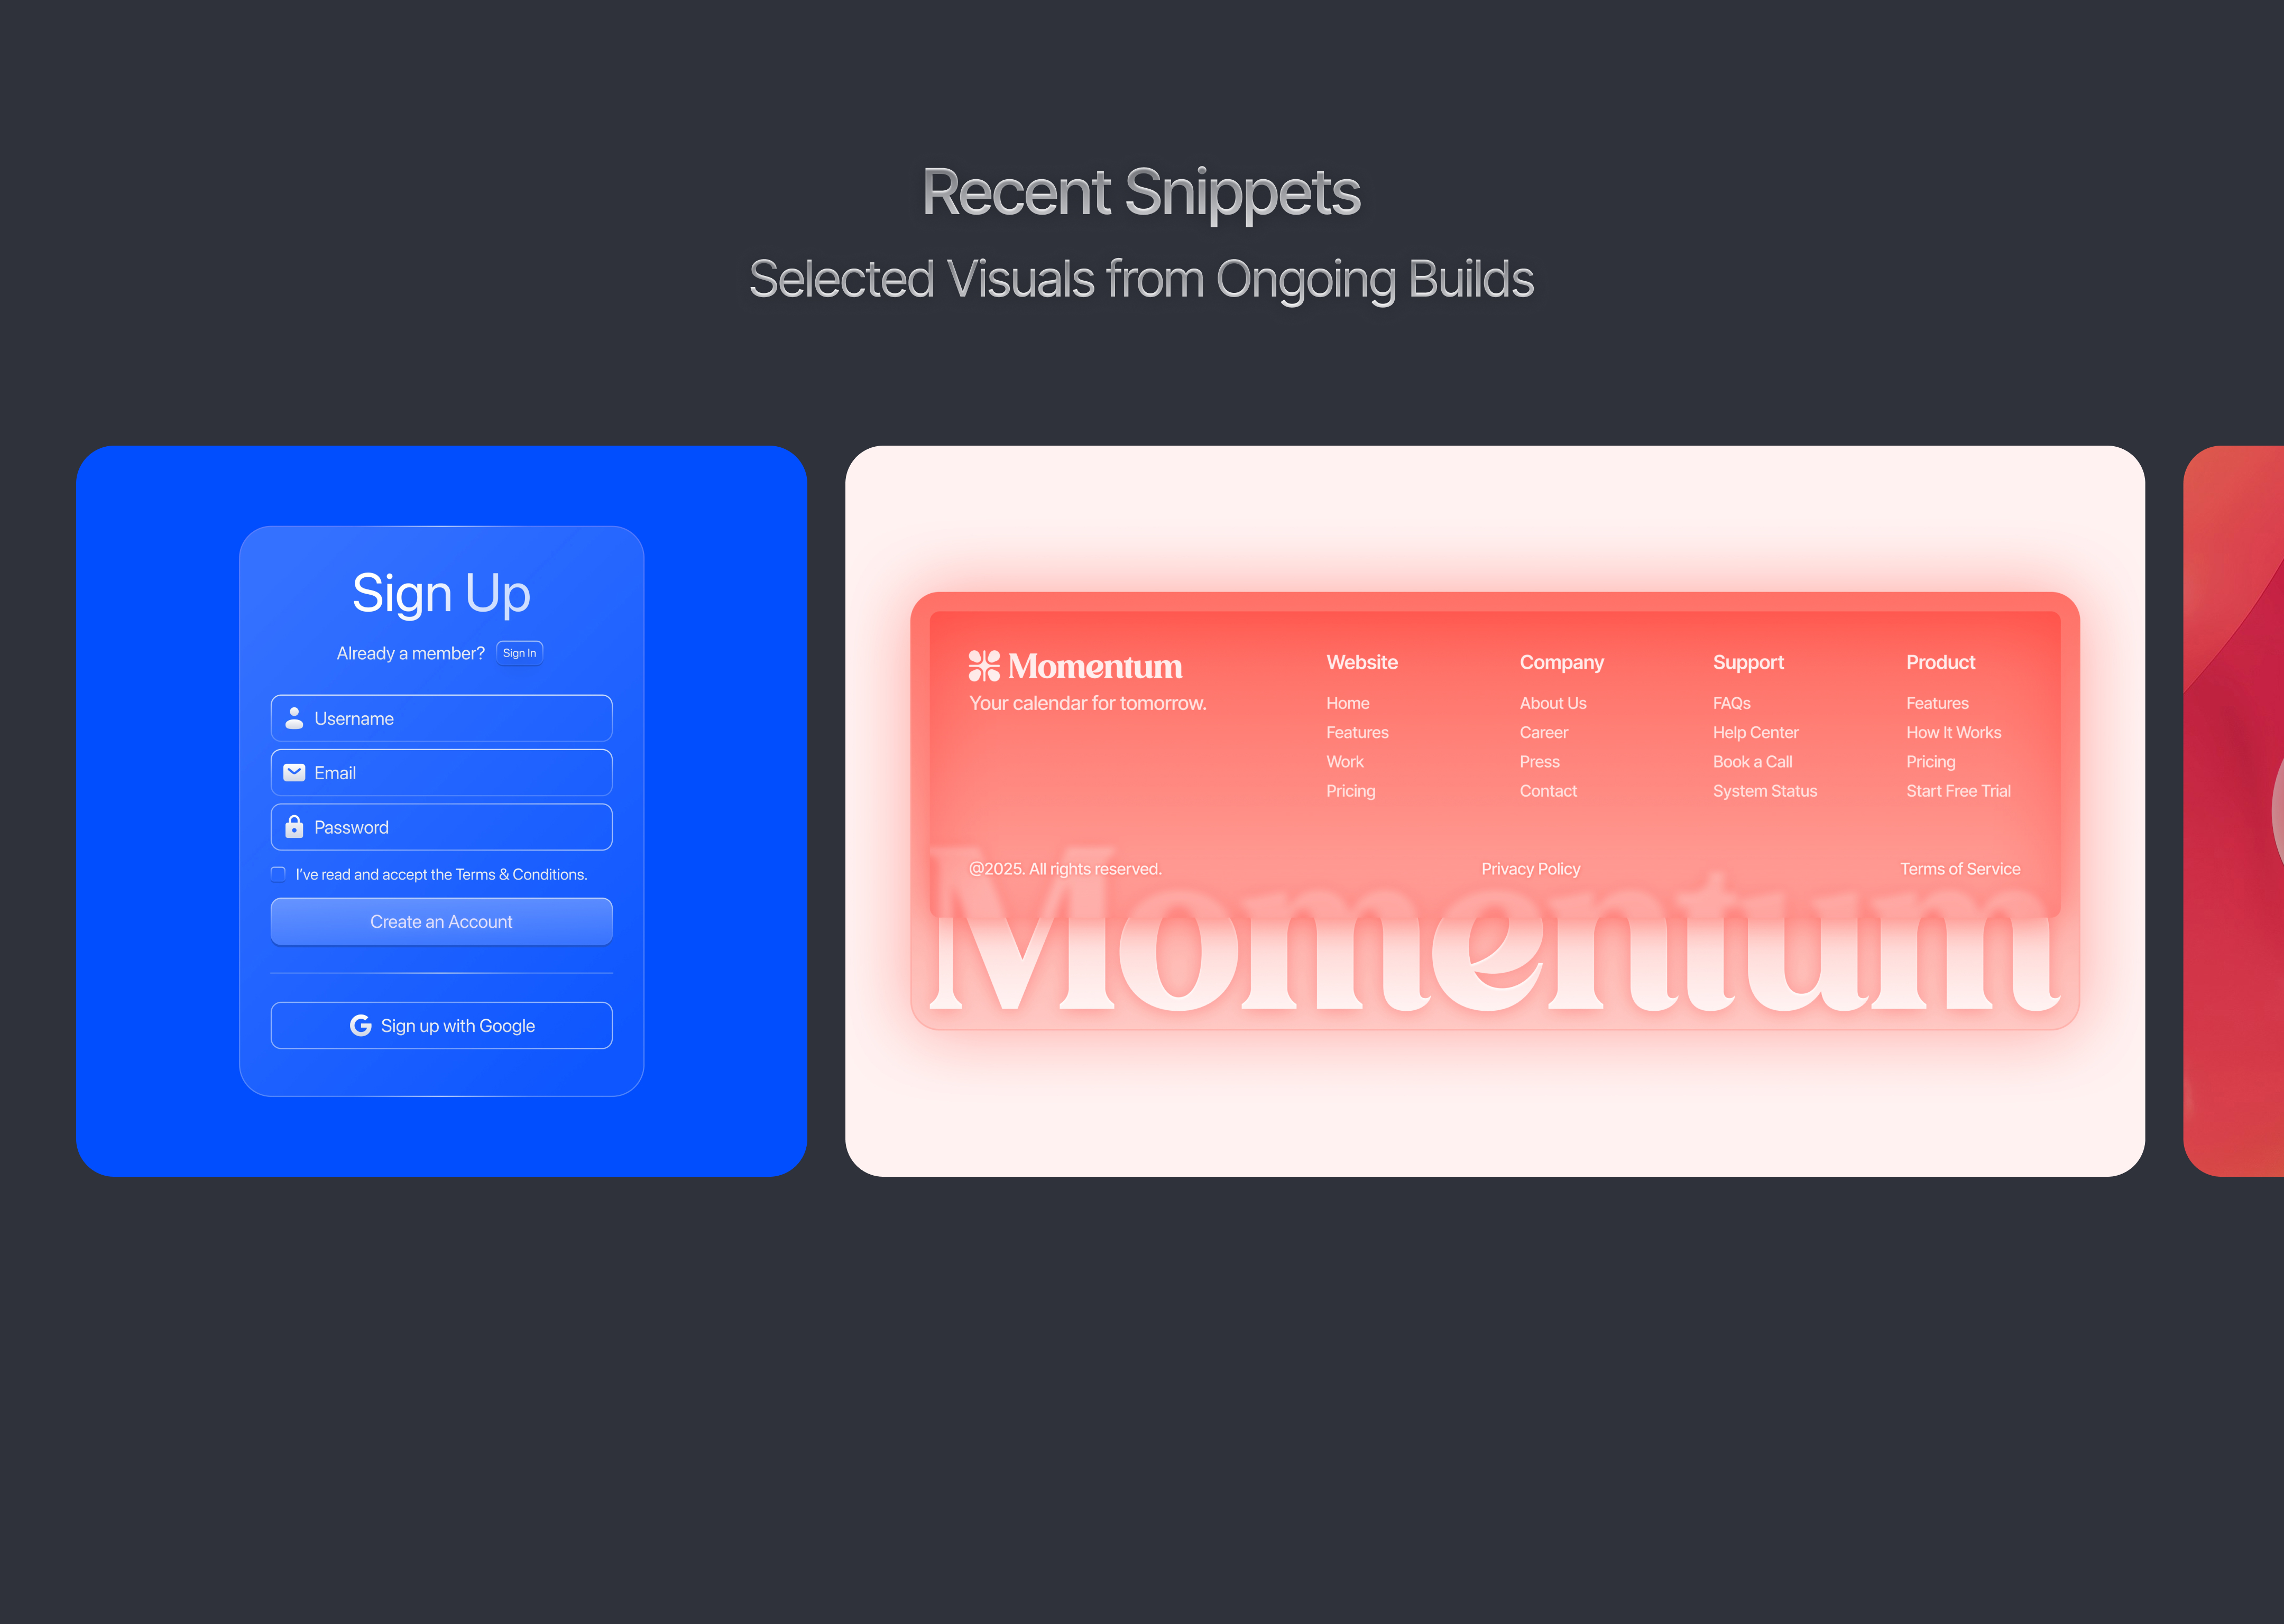 Recent Snippets
Selected Visuals from Ongoing Builds
Sign Up
Already a member? Sign In
Username
Email
Password
I've read and accept the Terms & Conditions.
Create an Account
Sign up with Google
Momentum
Your calendar for tomorrow.
Website
Home
Features
Work
Pricing
Company
About Us
Career
Press
Contact
Support
FAQs
Help Center
Book a Call
System Status
Product
Features
How It Works
Pricing
Start Free Trial
@2025. All rights reserved.
Privacy Policy
Terms of Service
Momentum